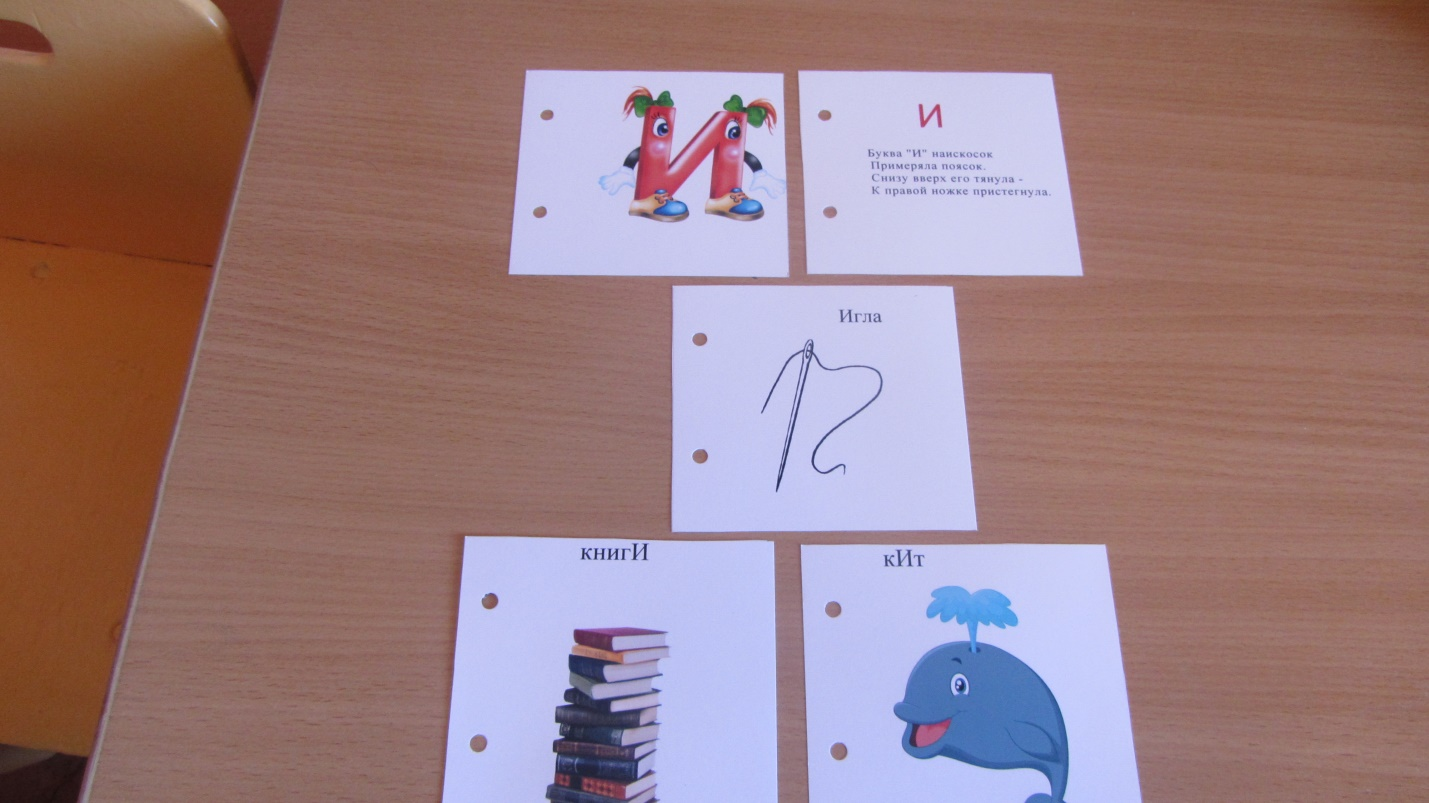 И
И
Буква "И" наискосок
Примеряла поясок.
Снизу вверх его тянула -
К правой ножке пристегнула.
Игла
книгИ
кИт